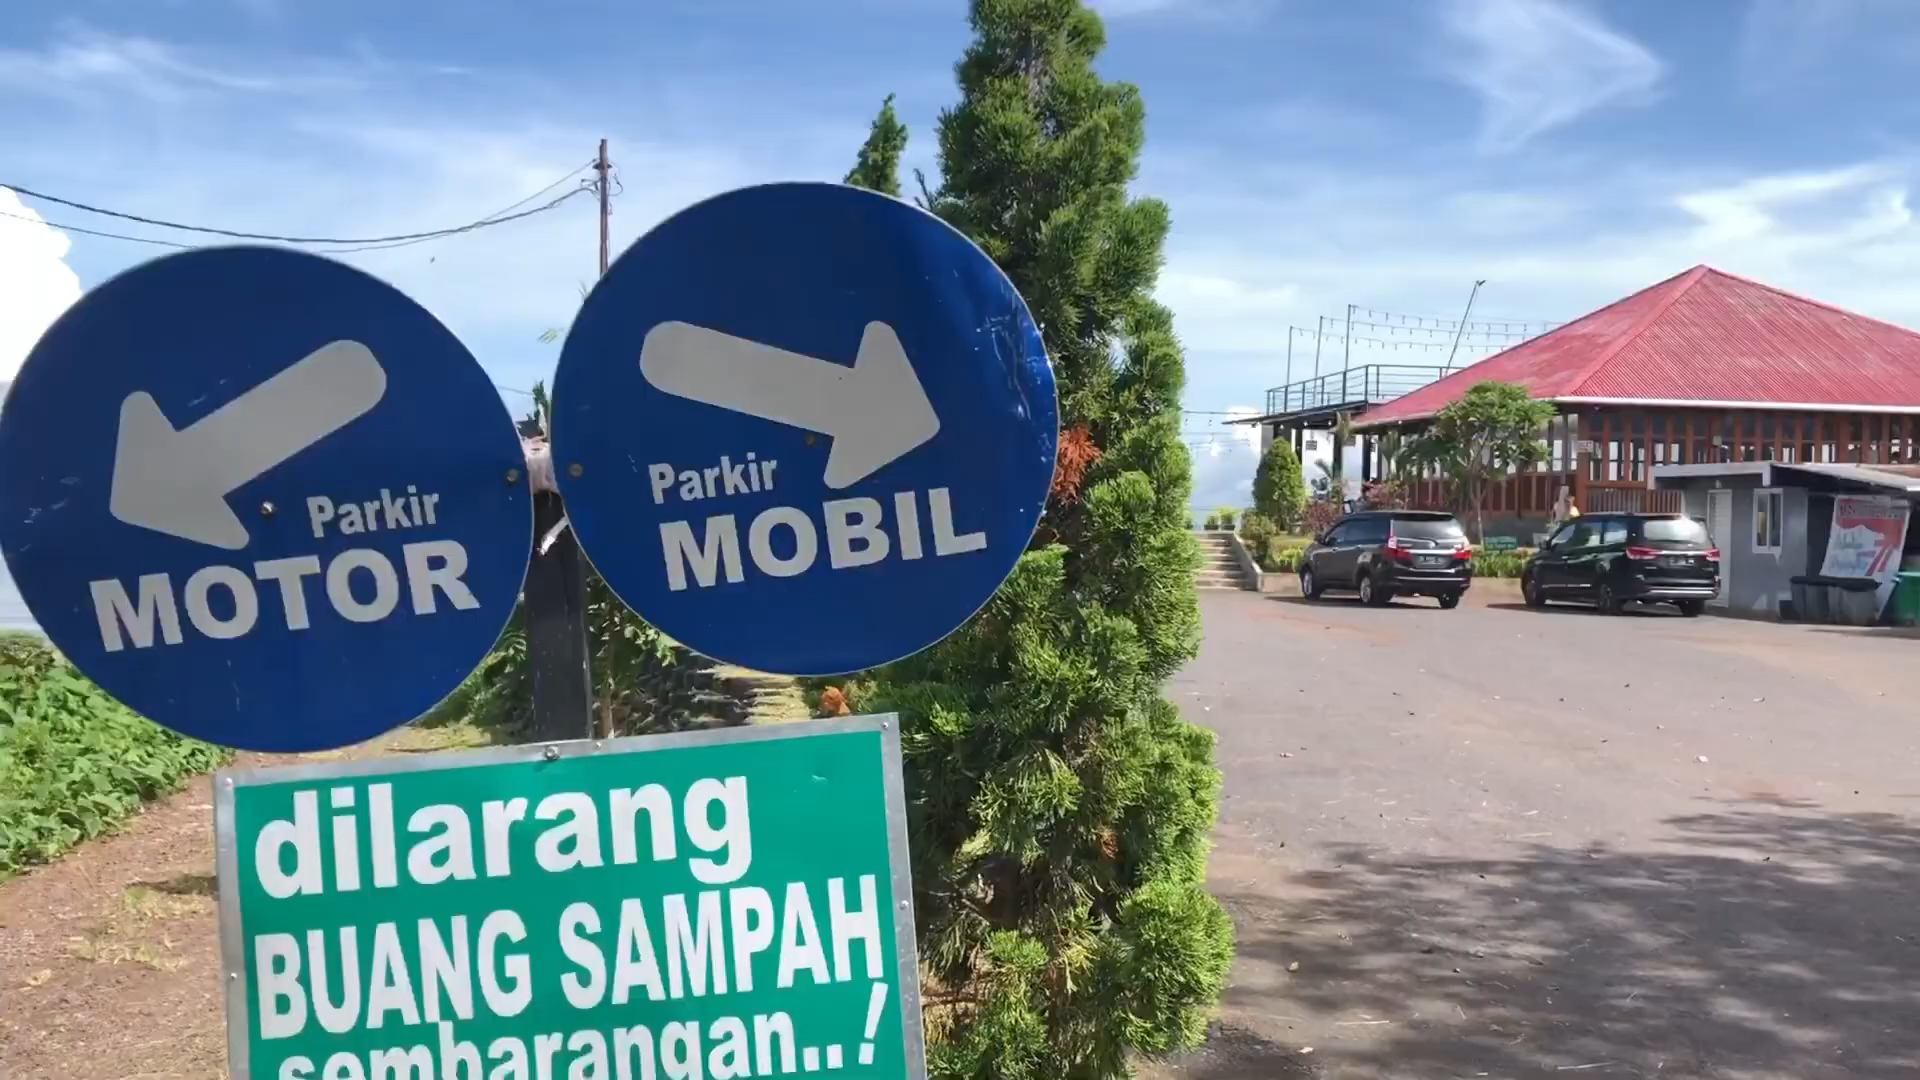 Parkir
MOTOR
Parkir
MOBIL
dilarang
BUANG SAMPAH
sembarangan..!